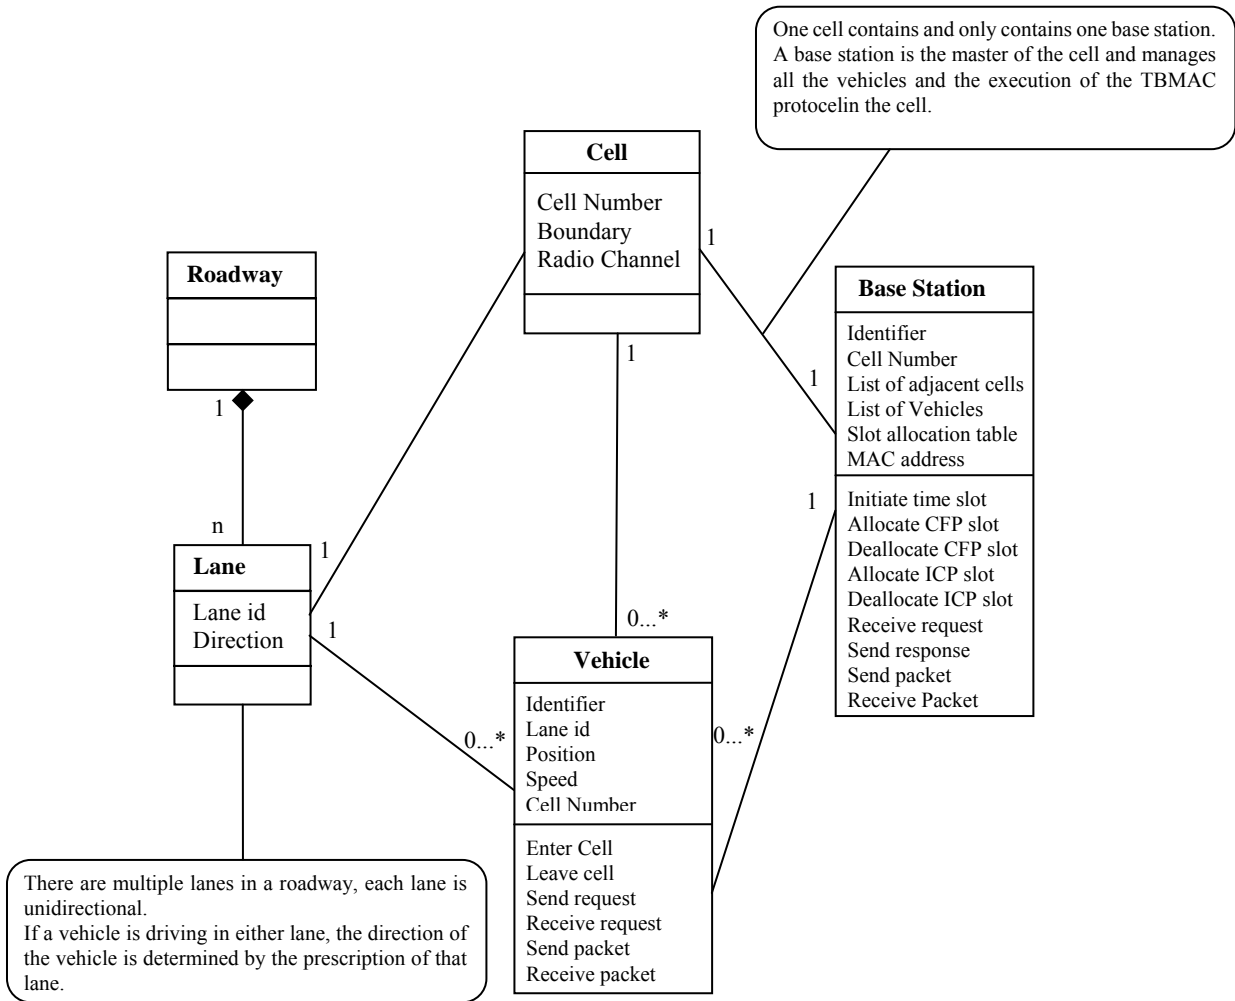 One cell contains and only contains one base station.
A base station is the master of the cell and manages
all the vehicles and the execution of the TBMAC
protocelin the cell.
Cell
Cell Number
Boundary
Radio Channel
1
1
1
Roadway
1
n
Base Station
Identifier
Cell Number
List of adjacent cells
List of Vehicles
Slot allocation table
MAC address
Initiate time slot
Allocate CFP slot
Deallocate CFP slot
Allocate ICP slot
Deallocate ICP slot
Receive request
Send response
Send packet
Receive Packet
1
Lane
Lane id
Direction
1
1
0...*
0...*
0...*
Vehicle
Identifier
Lane id
Position
Speed
Cell Number
Enter Cell
Leave cell
Send request
Receive request
Send packet
Receive packet
There are multiple lanes in a roadway, each lane is
unidirectional.
If a vehicle is driving in either lane, the direction of
the vehicle is determined by the prescription of that
lane.